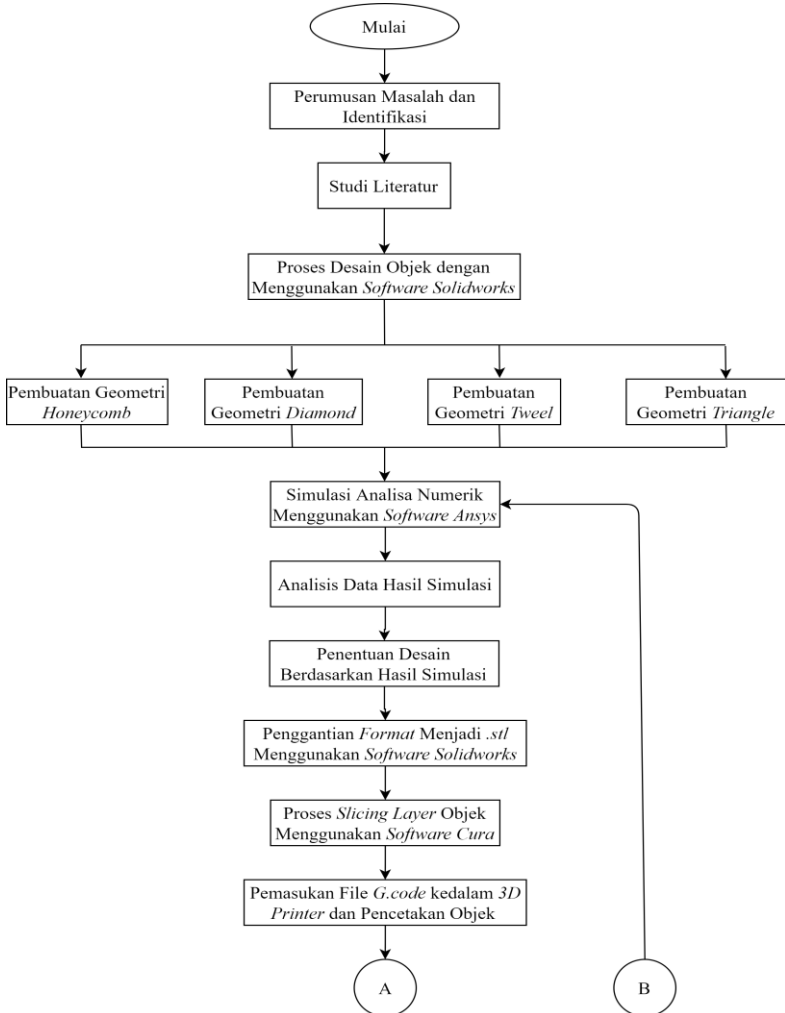 Mulai
Perumusan Masalah dan
Identifikasi
Studi Literatur
Proses Desain Objek dengan
Menggunakan Software Solidworks
Pembuatan Geometri
Honeycomb
Pembuatan
Geometri Diamond
Pembuatan
Geometri Tweel
Pembuatan
Geometri Triangle
Simulasi Analisa Numerik
Menggunakan Software Ansys
Analisis Data Hasil Simulasi
Penentuan Desain
Berdasarkan Hasil Simulasi
Penggantian Format Menjadi .stl
Menggunakan Software Solidworks
Proses Slicing Layer Objek
Menggunakan Software Cura
Pemasukan File G.code kedalam 3D
Printer dan Pencetakan Objek
A
B